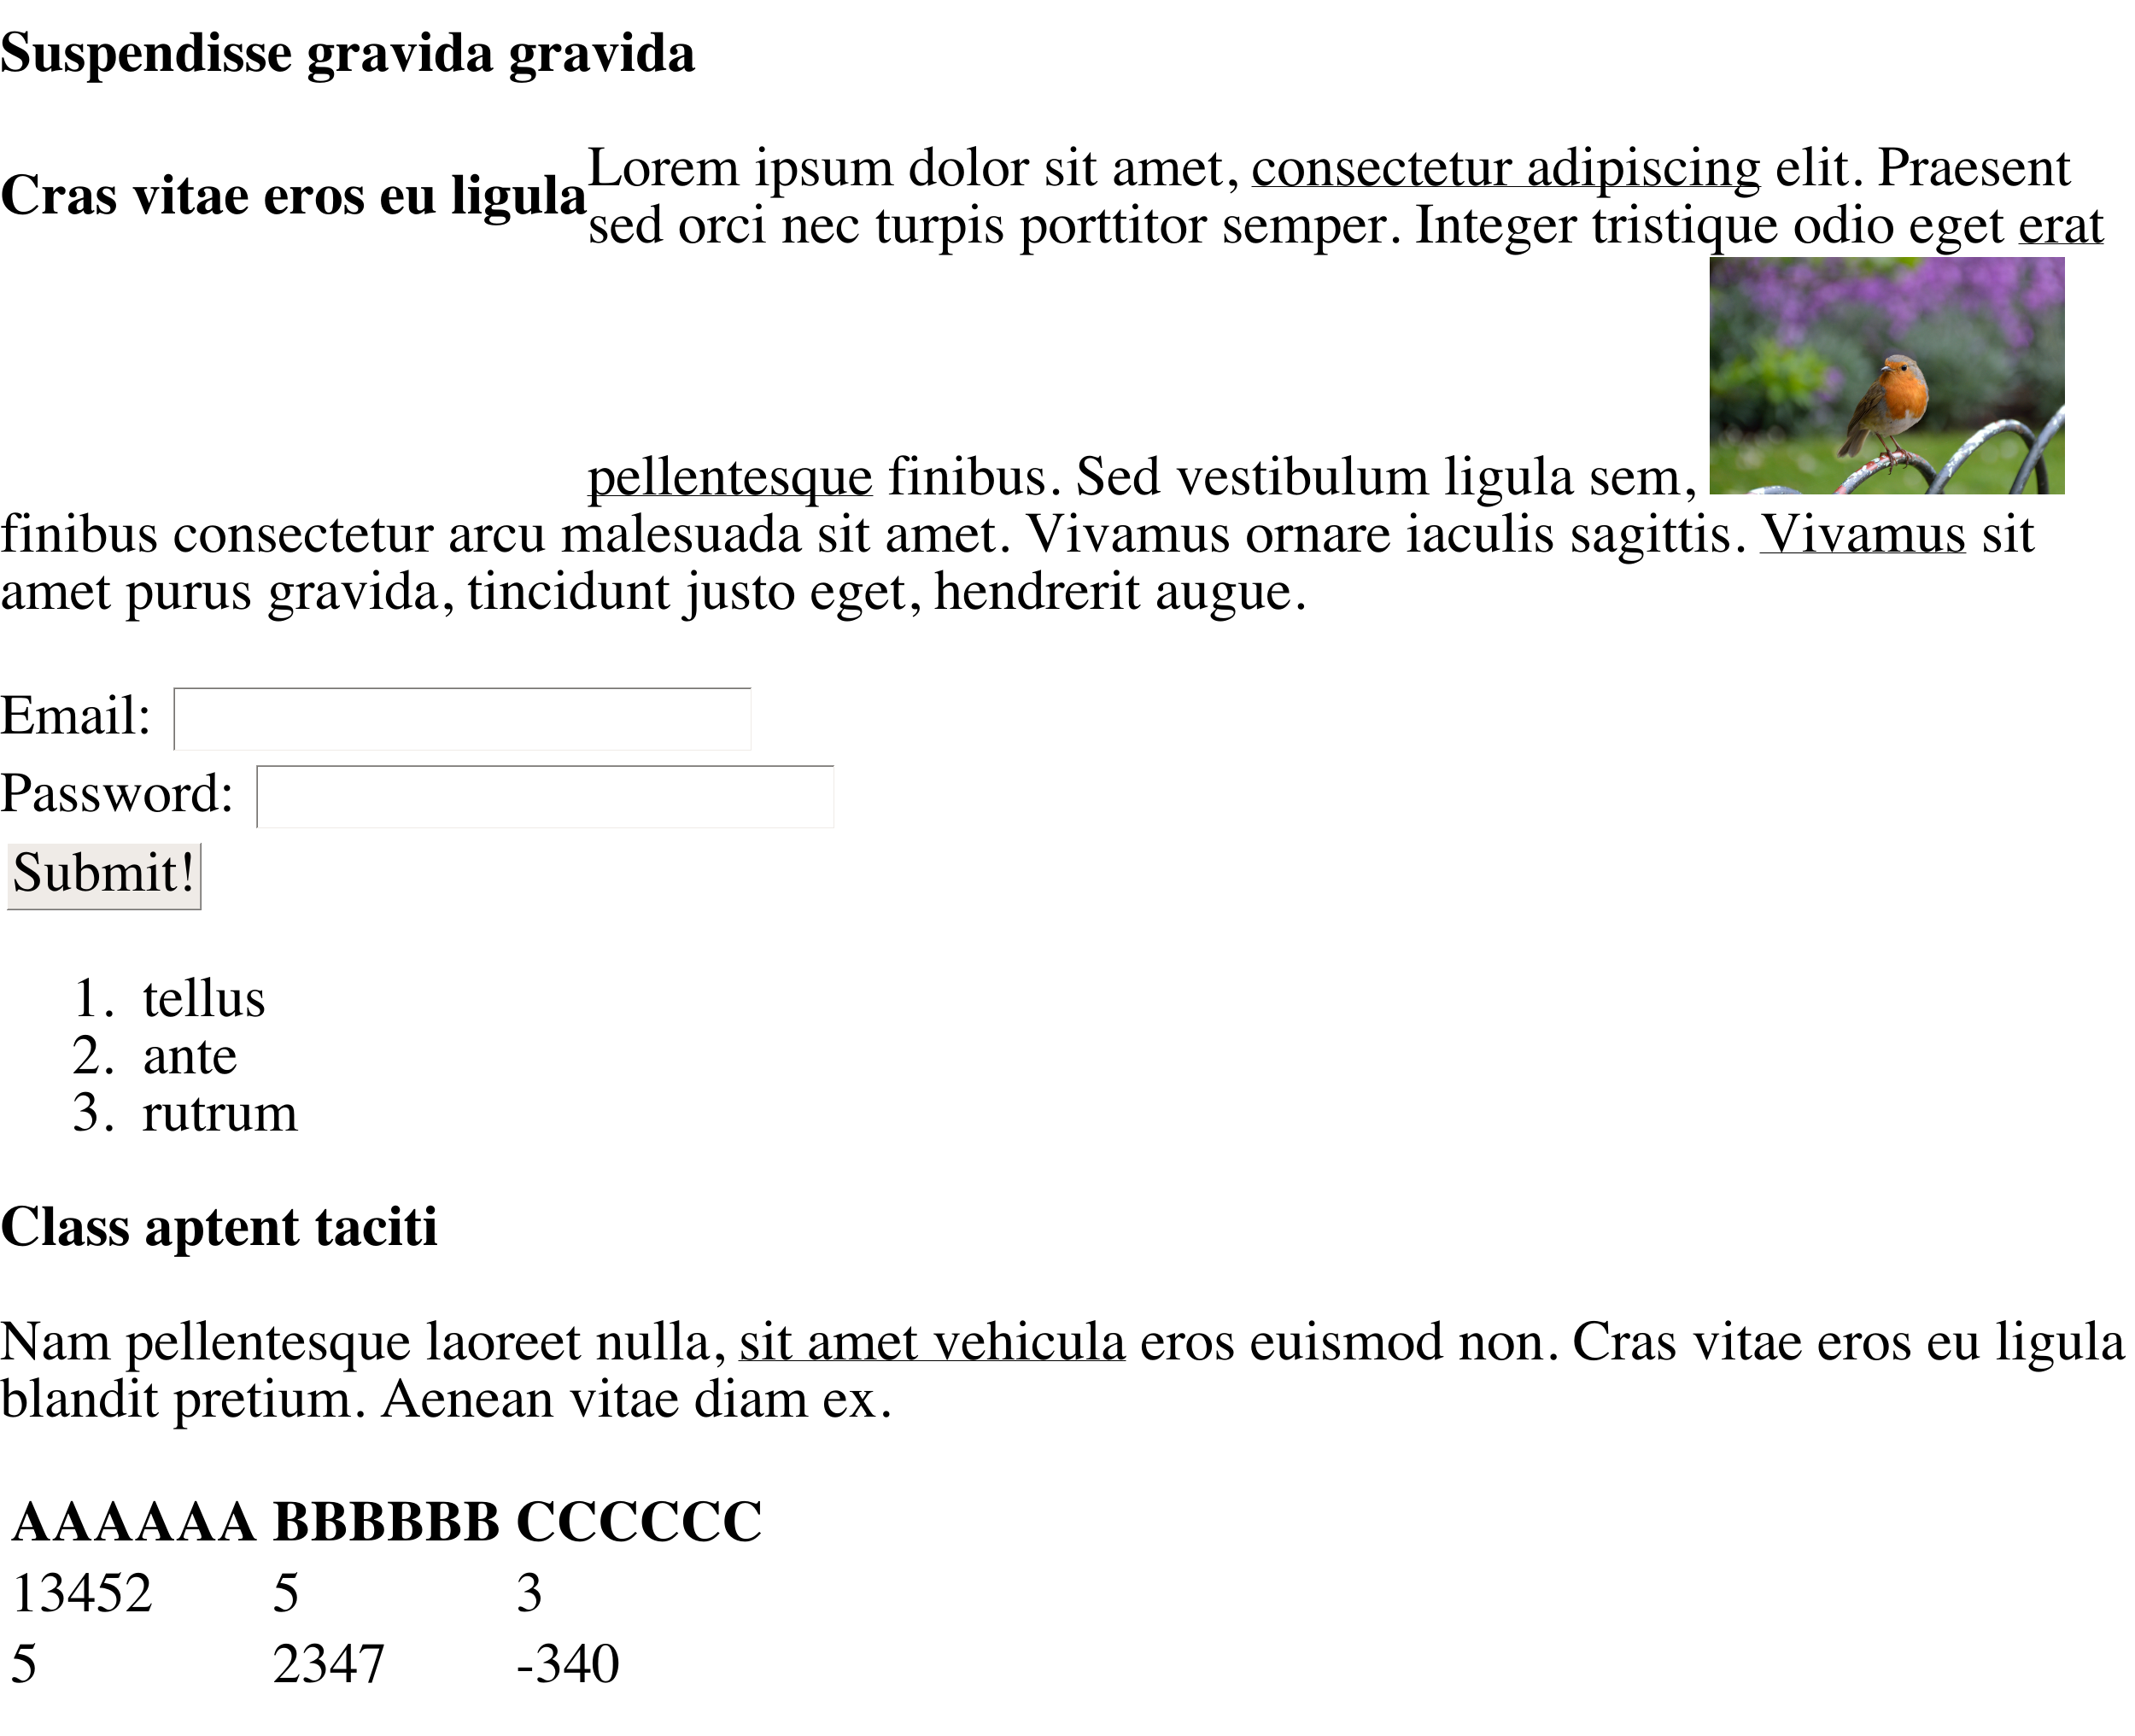 Suspendisse gravida gravida
Cras vitae eros eu ligula
Lorem ipsum dolor sit amet, consectetur adipiscing elit. Praesent
sed orci nec turpis porttitor semper. Integer tristique odio eget erat
pellentesque finibus. Sed vestibulum ligula sem,
finibus consectetur arcu malesuada sit amet. Vivamus ornare iaculis sagittis. Vivamus sit
amet purus gravida, tincidunt justo eget, hendrerit augue.
Email:
Password:
Submit!
1. tellus
2. ante
3. rutrum
Class aptent taciti
Nam pellentesque laoreet nulla, sit amet vehicula eros euismod non. Cras vitae eros eu ligula
blandit pretium. Aenean vitae diam ex.
AAAAAA BBBBBB CCCCCC
13452 5 3
5 2347 -340